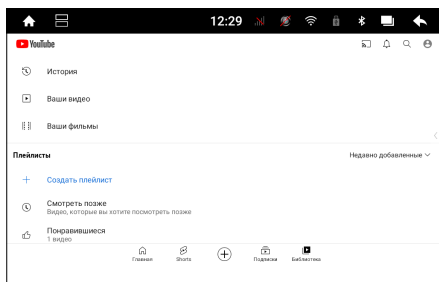 12:29
YouTube
История
Ваши видео
Ваши фильмы
Плейлисты
Недавно добавленные
Создать плейлист
Смотреть позже
Видео, которые вы хотите посмотреть позже
Понравившиеся
1 видео
Главная
Shorts
Подписки
Библиотека